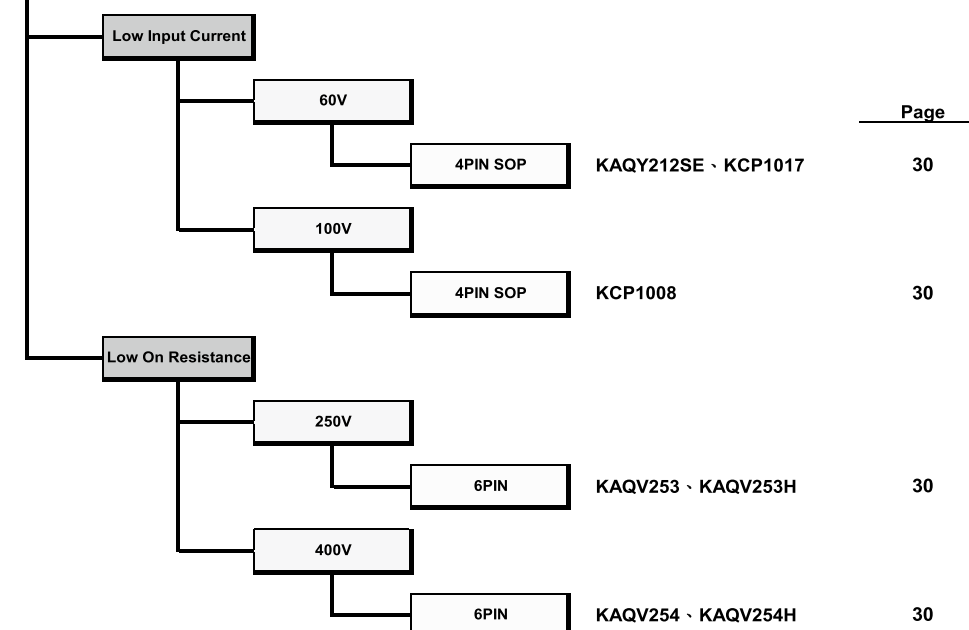 Low Input Current
60V
Page
4PIN SOP KAQY212SE、KCP1017 30
100V
4PIN SOP KCP1008 30
Low On Resistance
250V
6PIN KAQV253、KAQV253H 30
400V
6PIN KAQV254、KAQV254H 30